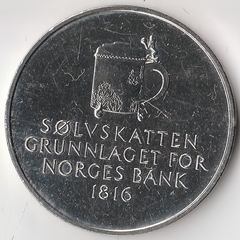 SØLVSKATTEN
GRUNNLAGET FOR
NORGES BANK
1816